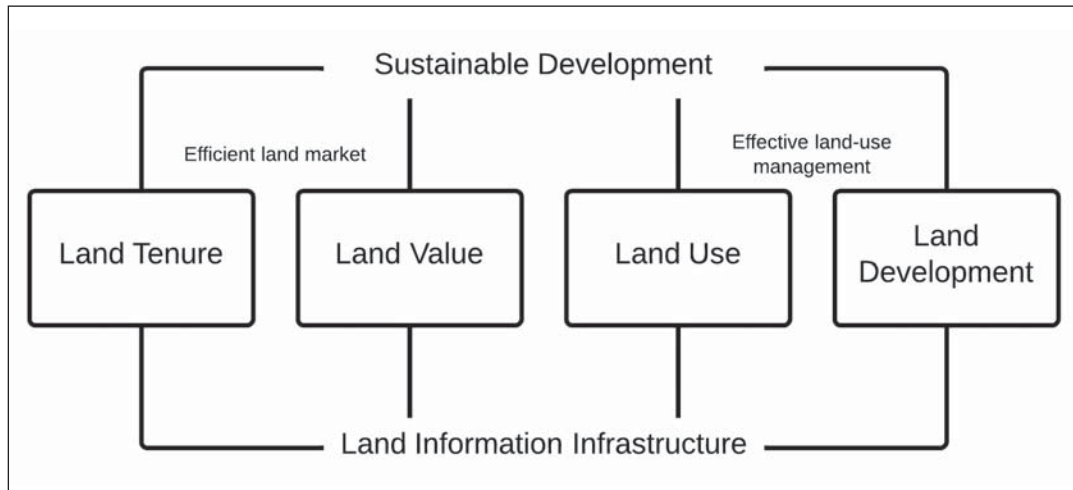 Sustainable Development
Efficient land market
Effective land-use
management
Land Tenure
Land Value
Land Use
Land
Development
Land Information Infrastructure